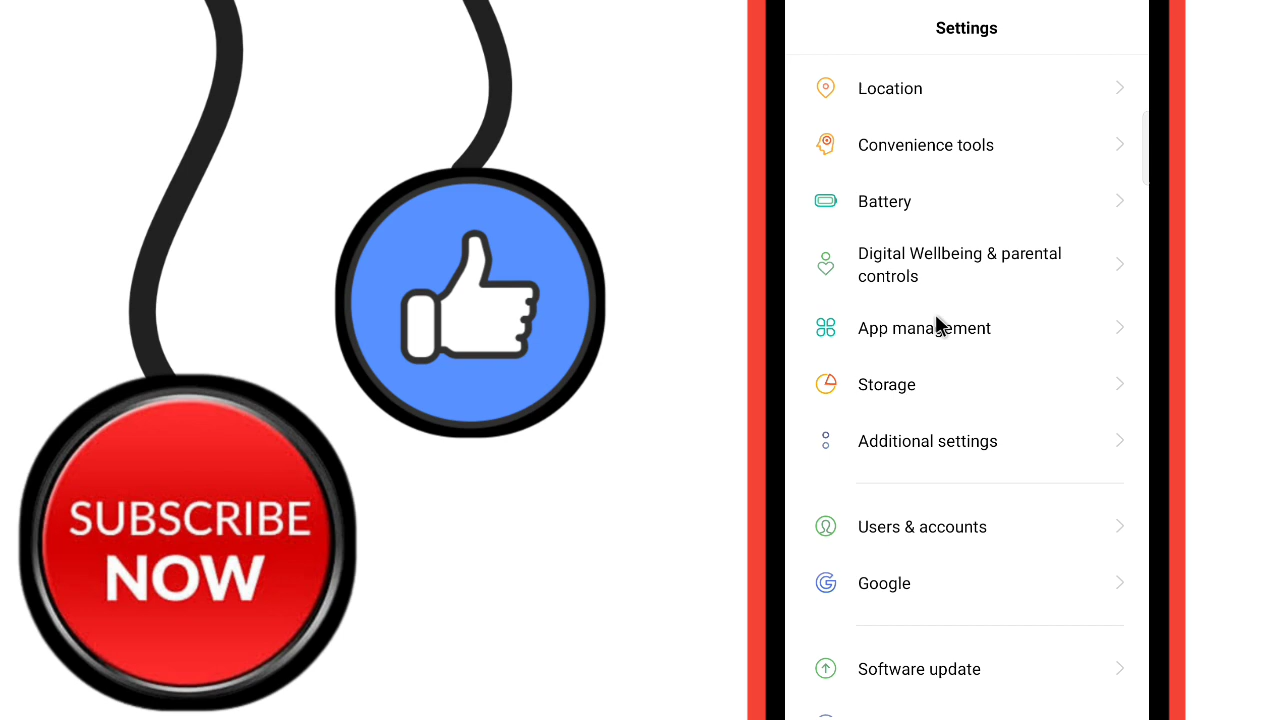 SUBSCRIBE
NOW
Settings
Location
Convenience tools
Battery
Digital Wellbeing & parental
controls
App management
Storage
Additional settings
Users & accounts
Google
Software update